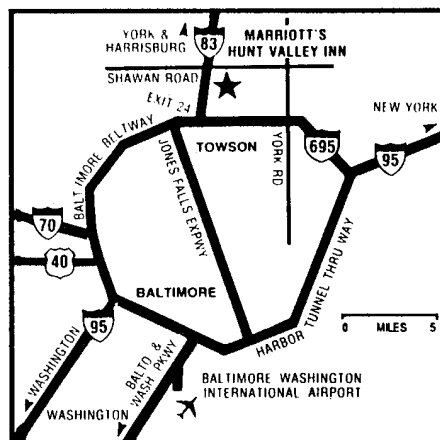 YORK &
HARRISBURG
83
MARRIOTT'S
HUNT VALLEY INN
SHAWAN ROAD
EXIT 24
NEW YORK
BALTIMORE BELTWAY
JONES FALLS EXPWY
TOWSON
YORK RD
695
95
70
40
BALTIMORE
HARBOR TUNNEL THRU WAY
0 MILES 5
95
WASHINGTON
WASHINGTON
BALTO &
WASH PKWY
BALTIMORE WASHINGTON
INTERNATIONAL AIRPORT